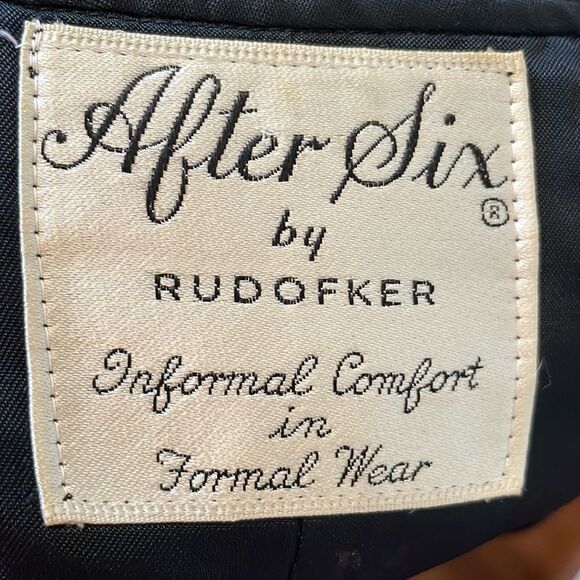 After Six ®
by
RUDOFKER
Informal Comfort
in
Formal Wear